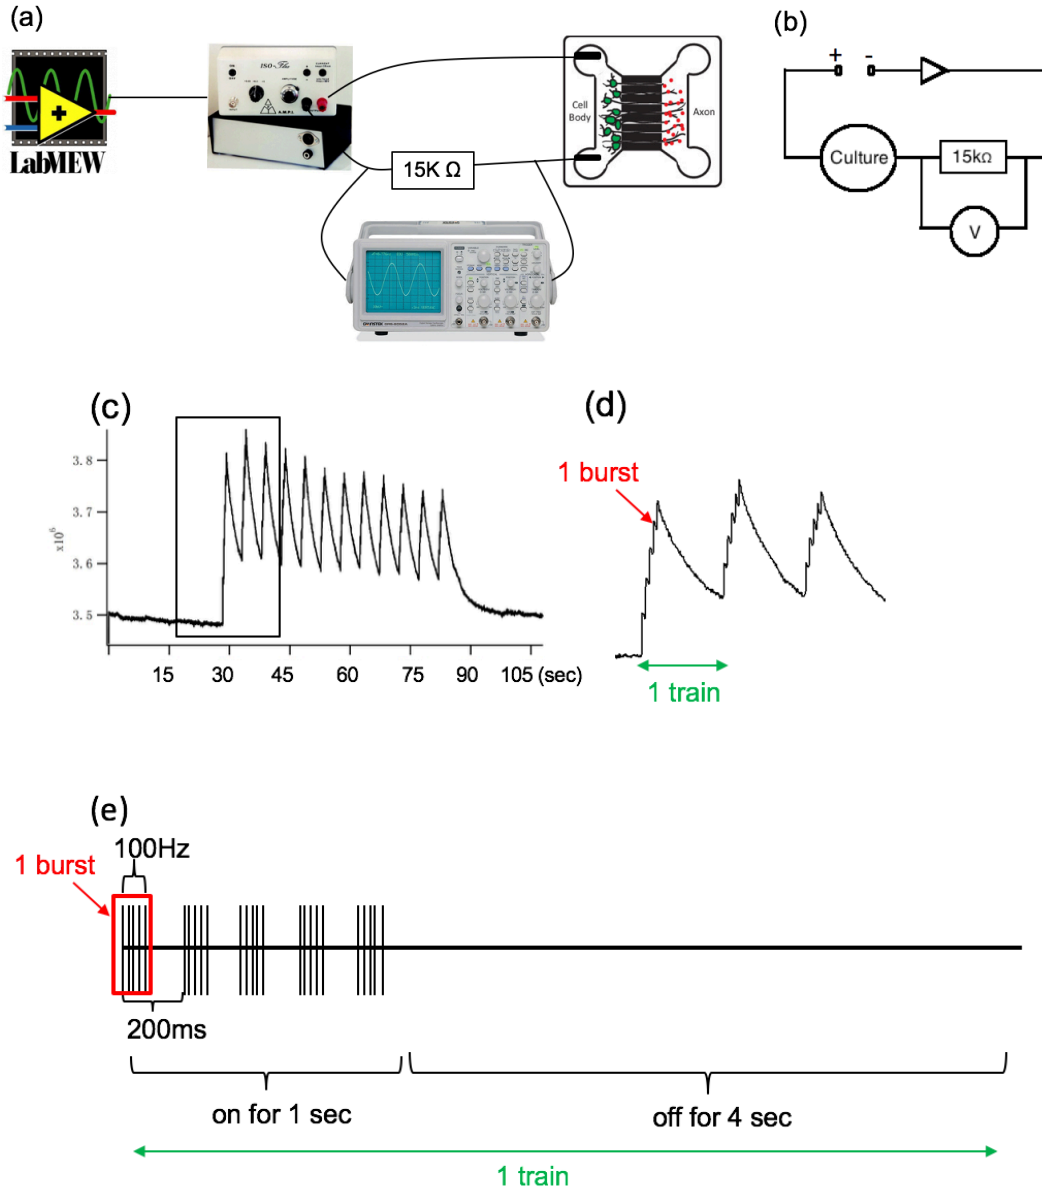 (a)
LabMEW
ISO-Flex
A.M.P.I.
15K Ω
Cell
Body
Axon
(b)
+ -
Culture
15kΩ
V
(c)
3.8
3.7
3.6
3.5
x10⁶
15 30 45 60 75 90 105 (sec)
(d)
1 burst
1 train
(e)
100Hz
1 burst
200ms
on for 1 sec
off for 4 sec
1 train